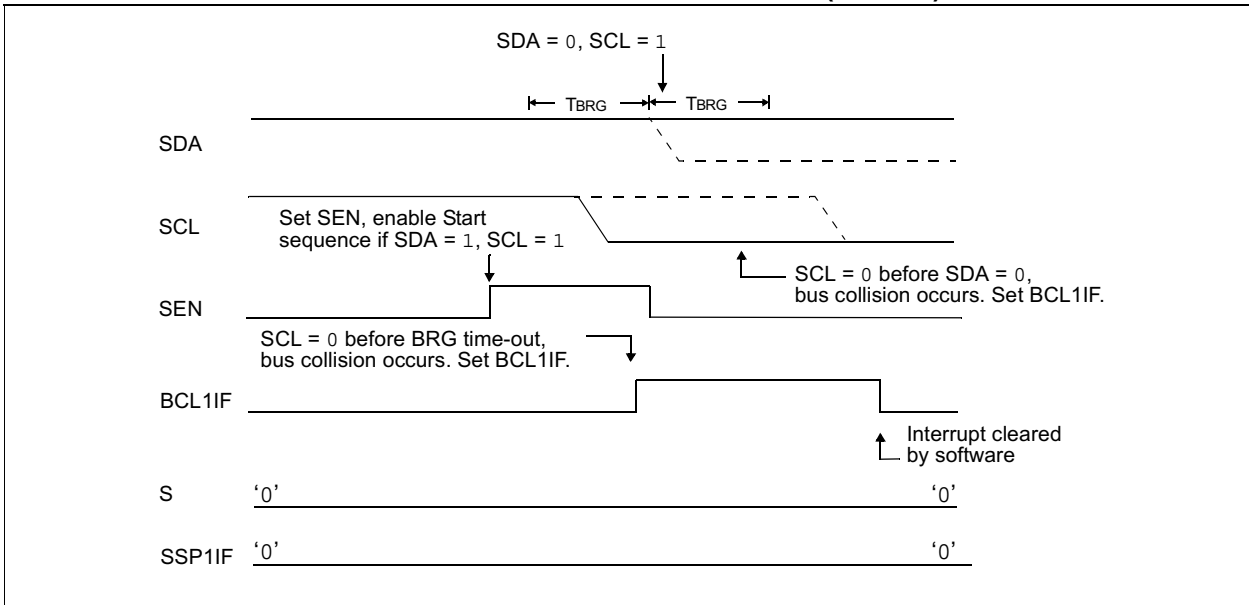 SDA = 0, SCL = 1
TBRG TBRG
SDA
SCL
Set SEN, enable Start
sequence if SDA = 1, SCL = 1
SCL = 0 before SDA = 0,
bus collision occurs. Set BCL1IF.
SEN
SCL = 0 before BRG time-out,
bus collision occurs. Set BCL1IF.
BCL1IF
Interrupt cleared
by software
S ‘0’ ‘0’
SSP1IF ‘0’ ‘0’